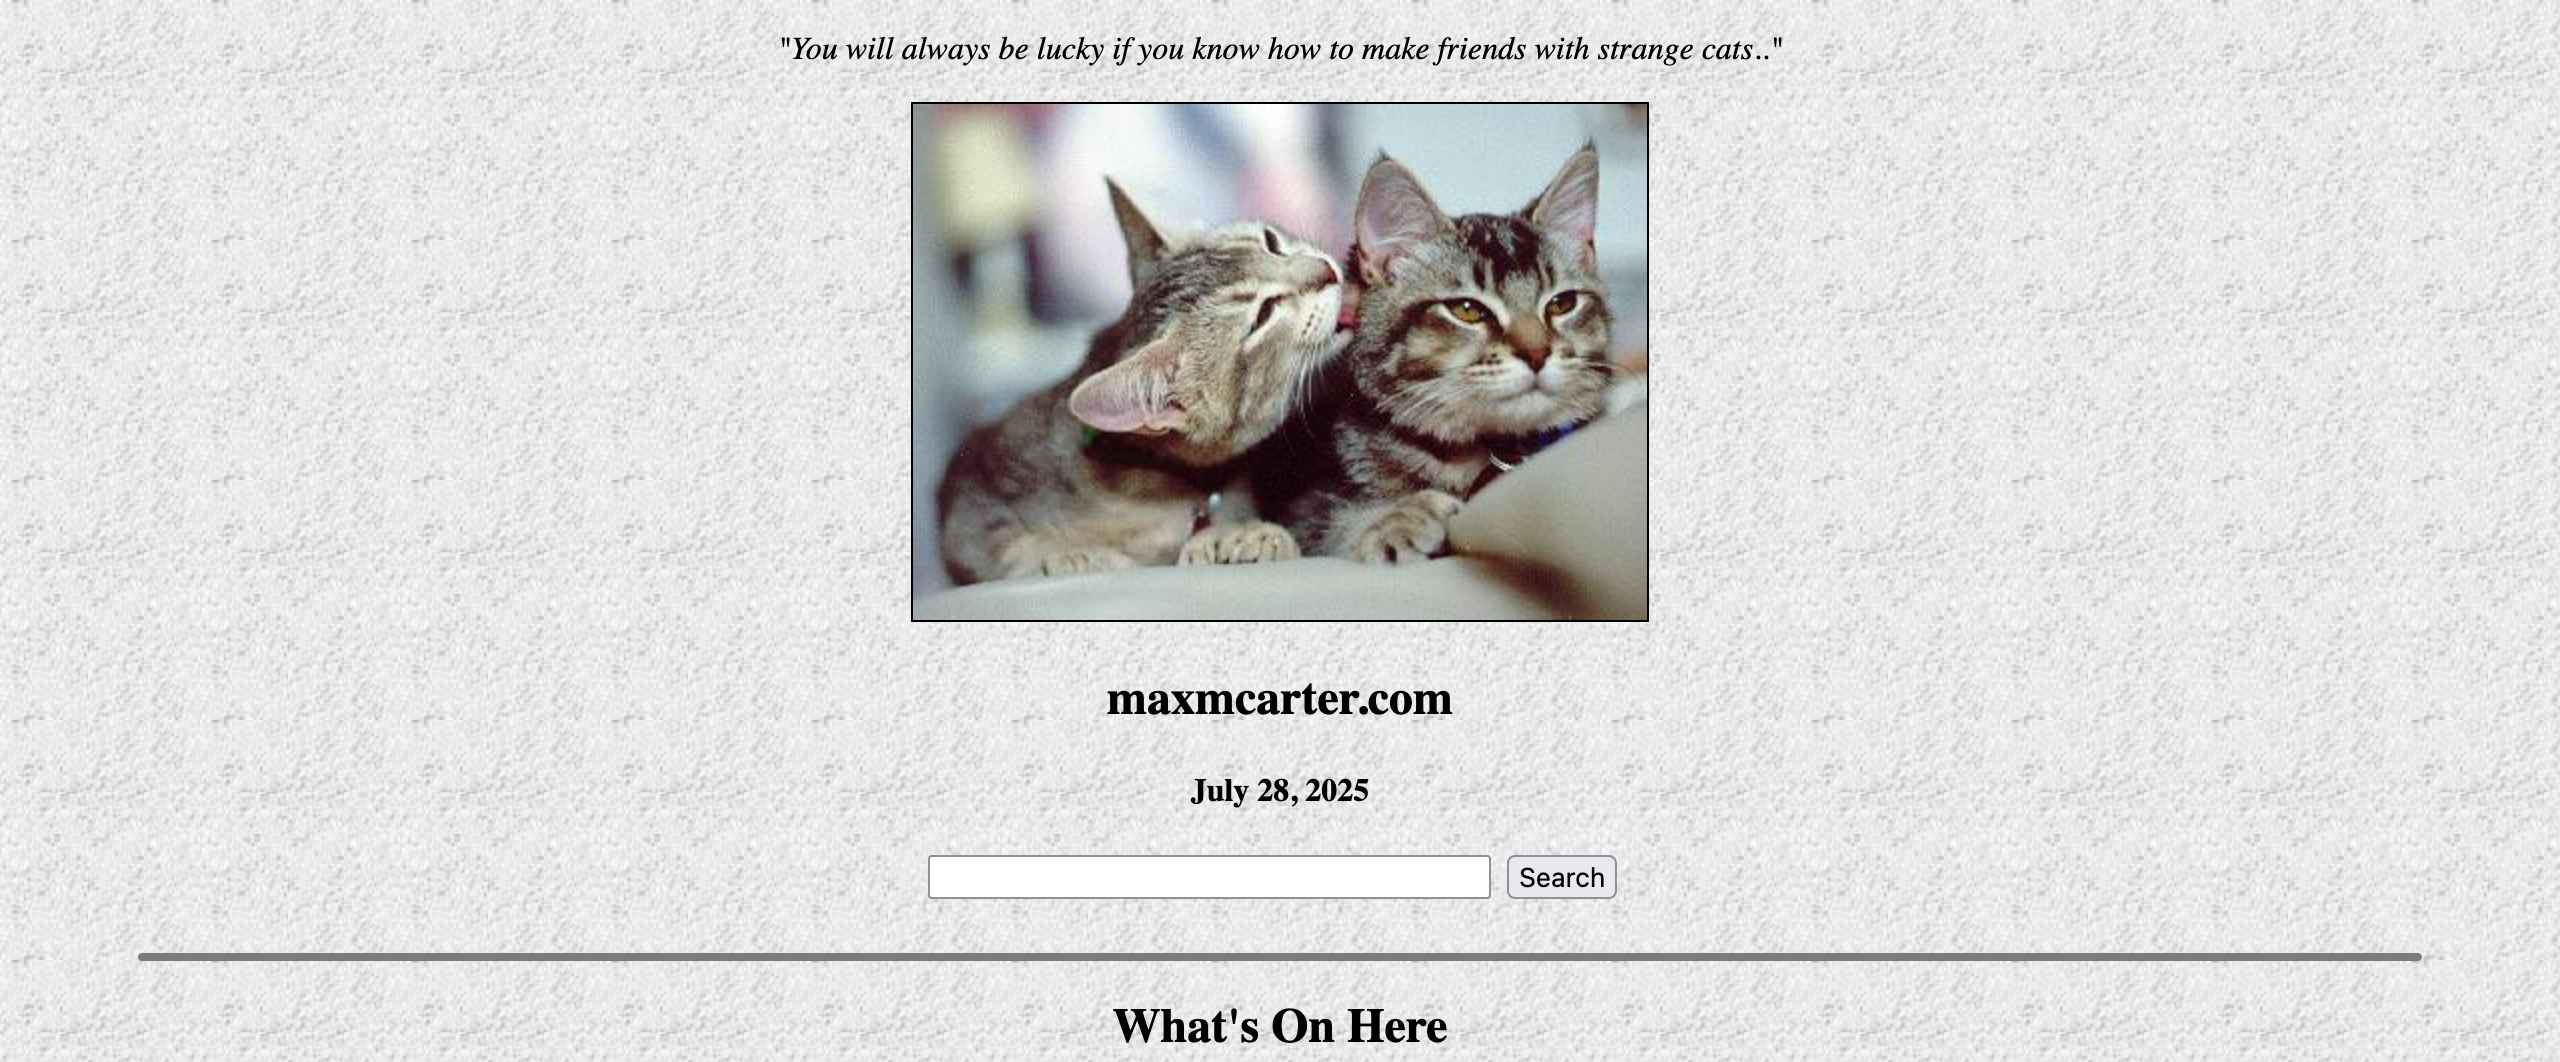 "You will always be lucky if you know how to make friends with strange cats.."
maxmcarter.com
July 28, 2025
Search
What's On Here